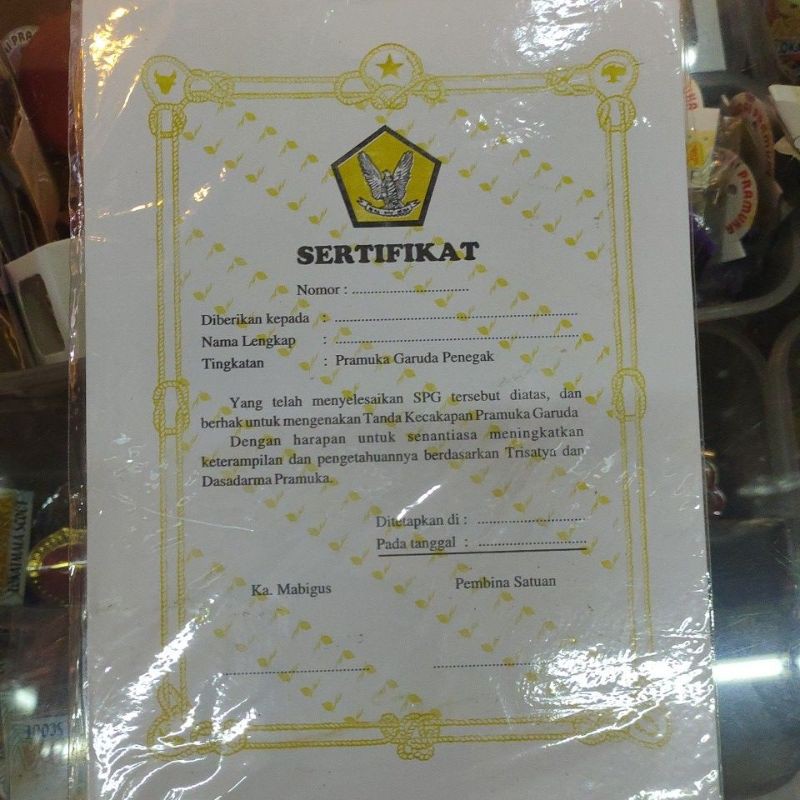 SERTIFIKAT
Nomor : ................................
Diberikan kepada : ................................................................
Nama Lengkap : ................................................................
Tingkatan : Pramuka Garuda Penegak
Yang telah menyelesaikan SPG tersebut diatas, dan
berhak untuk mengenakan Tanda Kecakapan Pramuka Garuda
Dengan harapan untuk senantiasa meningkatkan
keterampilan dan pengetahuannya berdasarkan Trisatya dan
Dasadarma Pramuka.
Ditetapkan di : ..............................
Pada tanggal : ..............................
Ka. Mabigus Pembina Satuan
........................................ ........................................
PRAMUKA